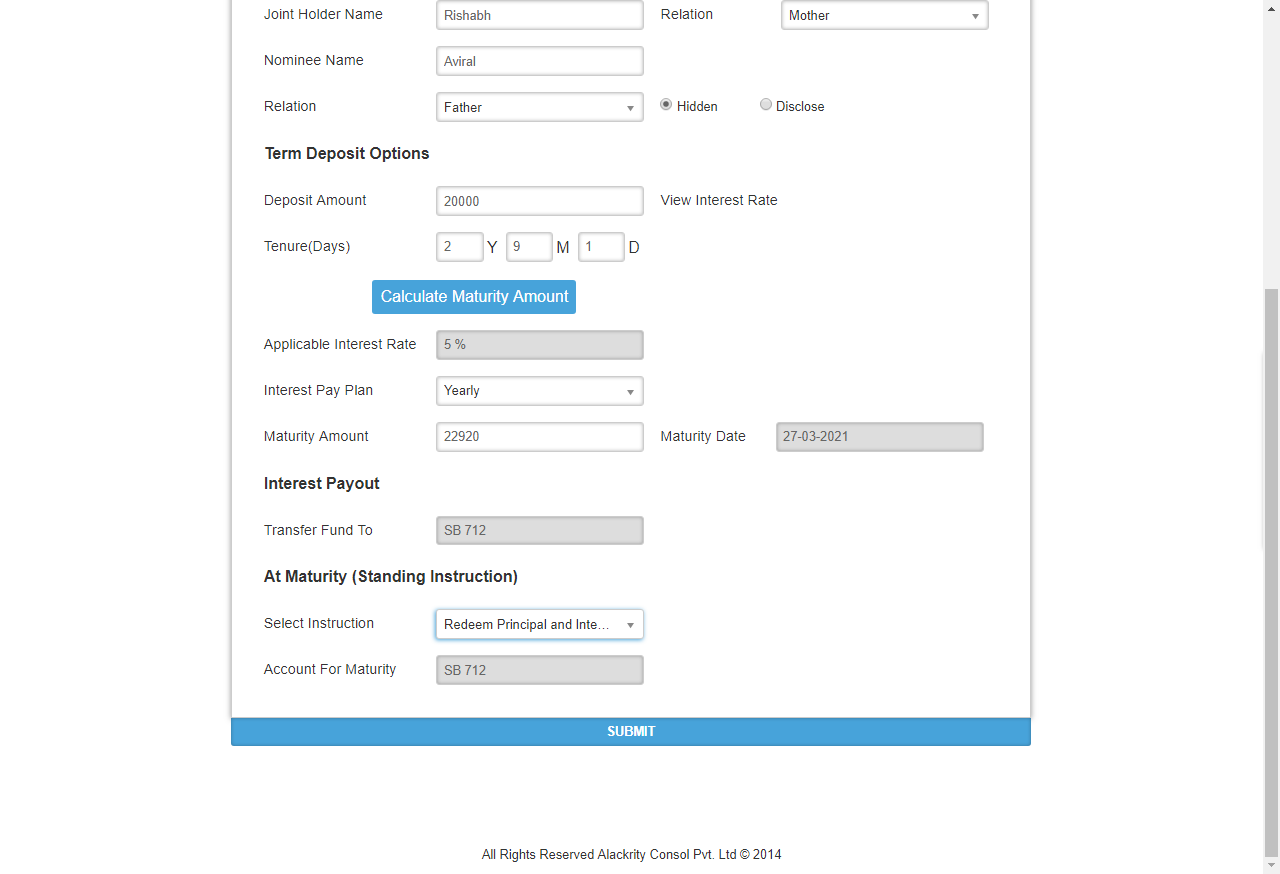 Joint Holder Name Rishabh Relation Mother
Nominee Name Aviral
Relation Father Hidden Disclose
Term Deposit Options
Deposit Amount 20000 View Interest Rate
Tenure(Days) 2 Y 9 M 1 D
Calculate Maturity Amount
Applicable Interest Rate 5 %
Interest Pay Plan Yearly
Maturity Amount 22920 Maturity Date 27-03-2021
Interest Payout
Transfer Fund To SB 712
At Maturity (Standing Instruction)
Select Instruction Redeem Principal and Inte...
Account For Maturity SB 712
SUBMIT
All Rights Reserved Alackrity Consol Pvt. Ltd © 2014